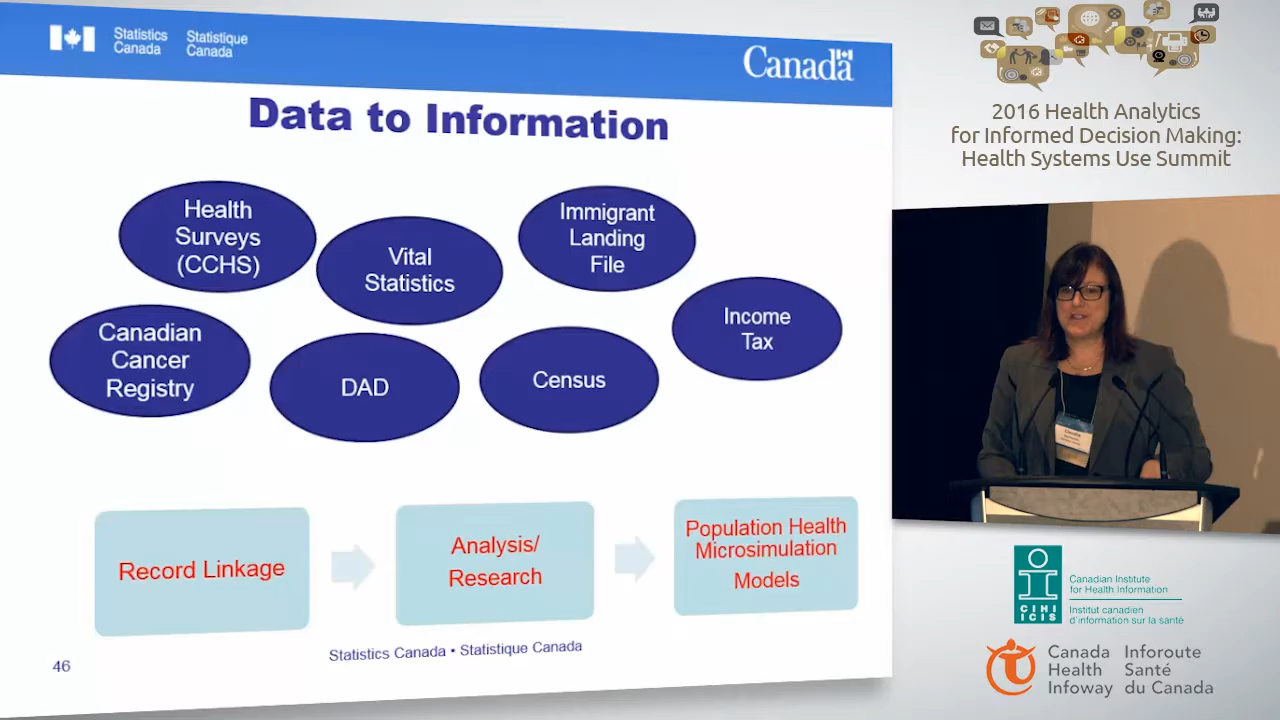 Statistics
Canada
Statistique
Canada
Canada
Data to Information
Health
Surveys
(CCHS)
Vital
Statistics
Immigrant
Landing
File
Income
Tax
Canadian
Cancer
Registry
DAD
Census
Record Linkage
Analysis/
Research
Population Health
Microsimulation
Models
Statistics Canada • Statistique Canada
46
2016 Health Analytics
for Informed Decision Making:
Health Systems Use Summit
Claudia
CIHI
ICIS
Canadian Institute
for Health Information
Institut canadien
d'information sur la santé
Canada
Health
Infoway
Inforoute
Santé
du Canada